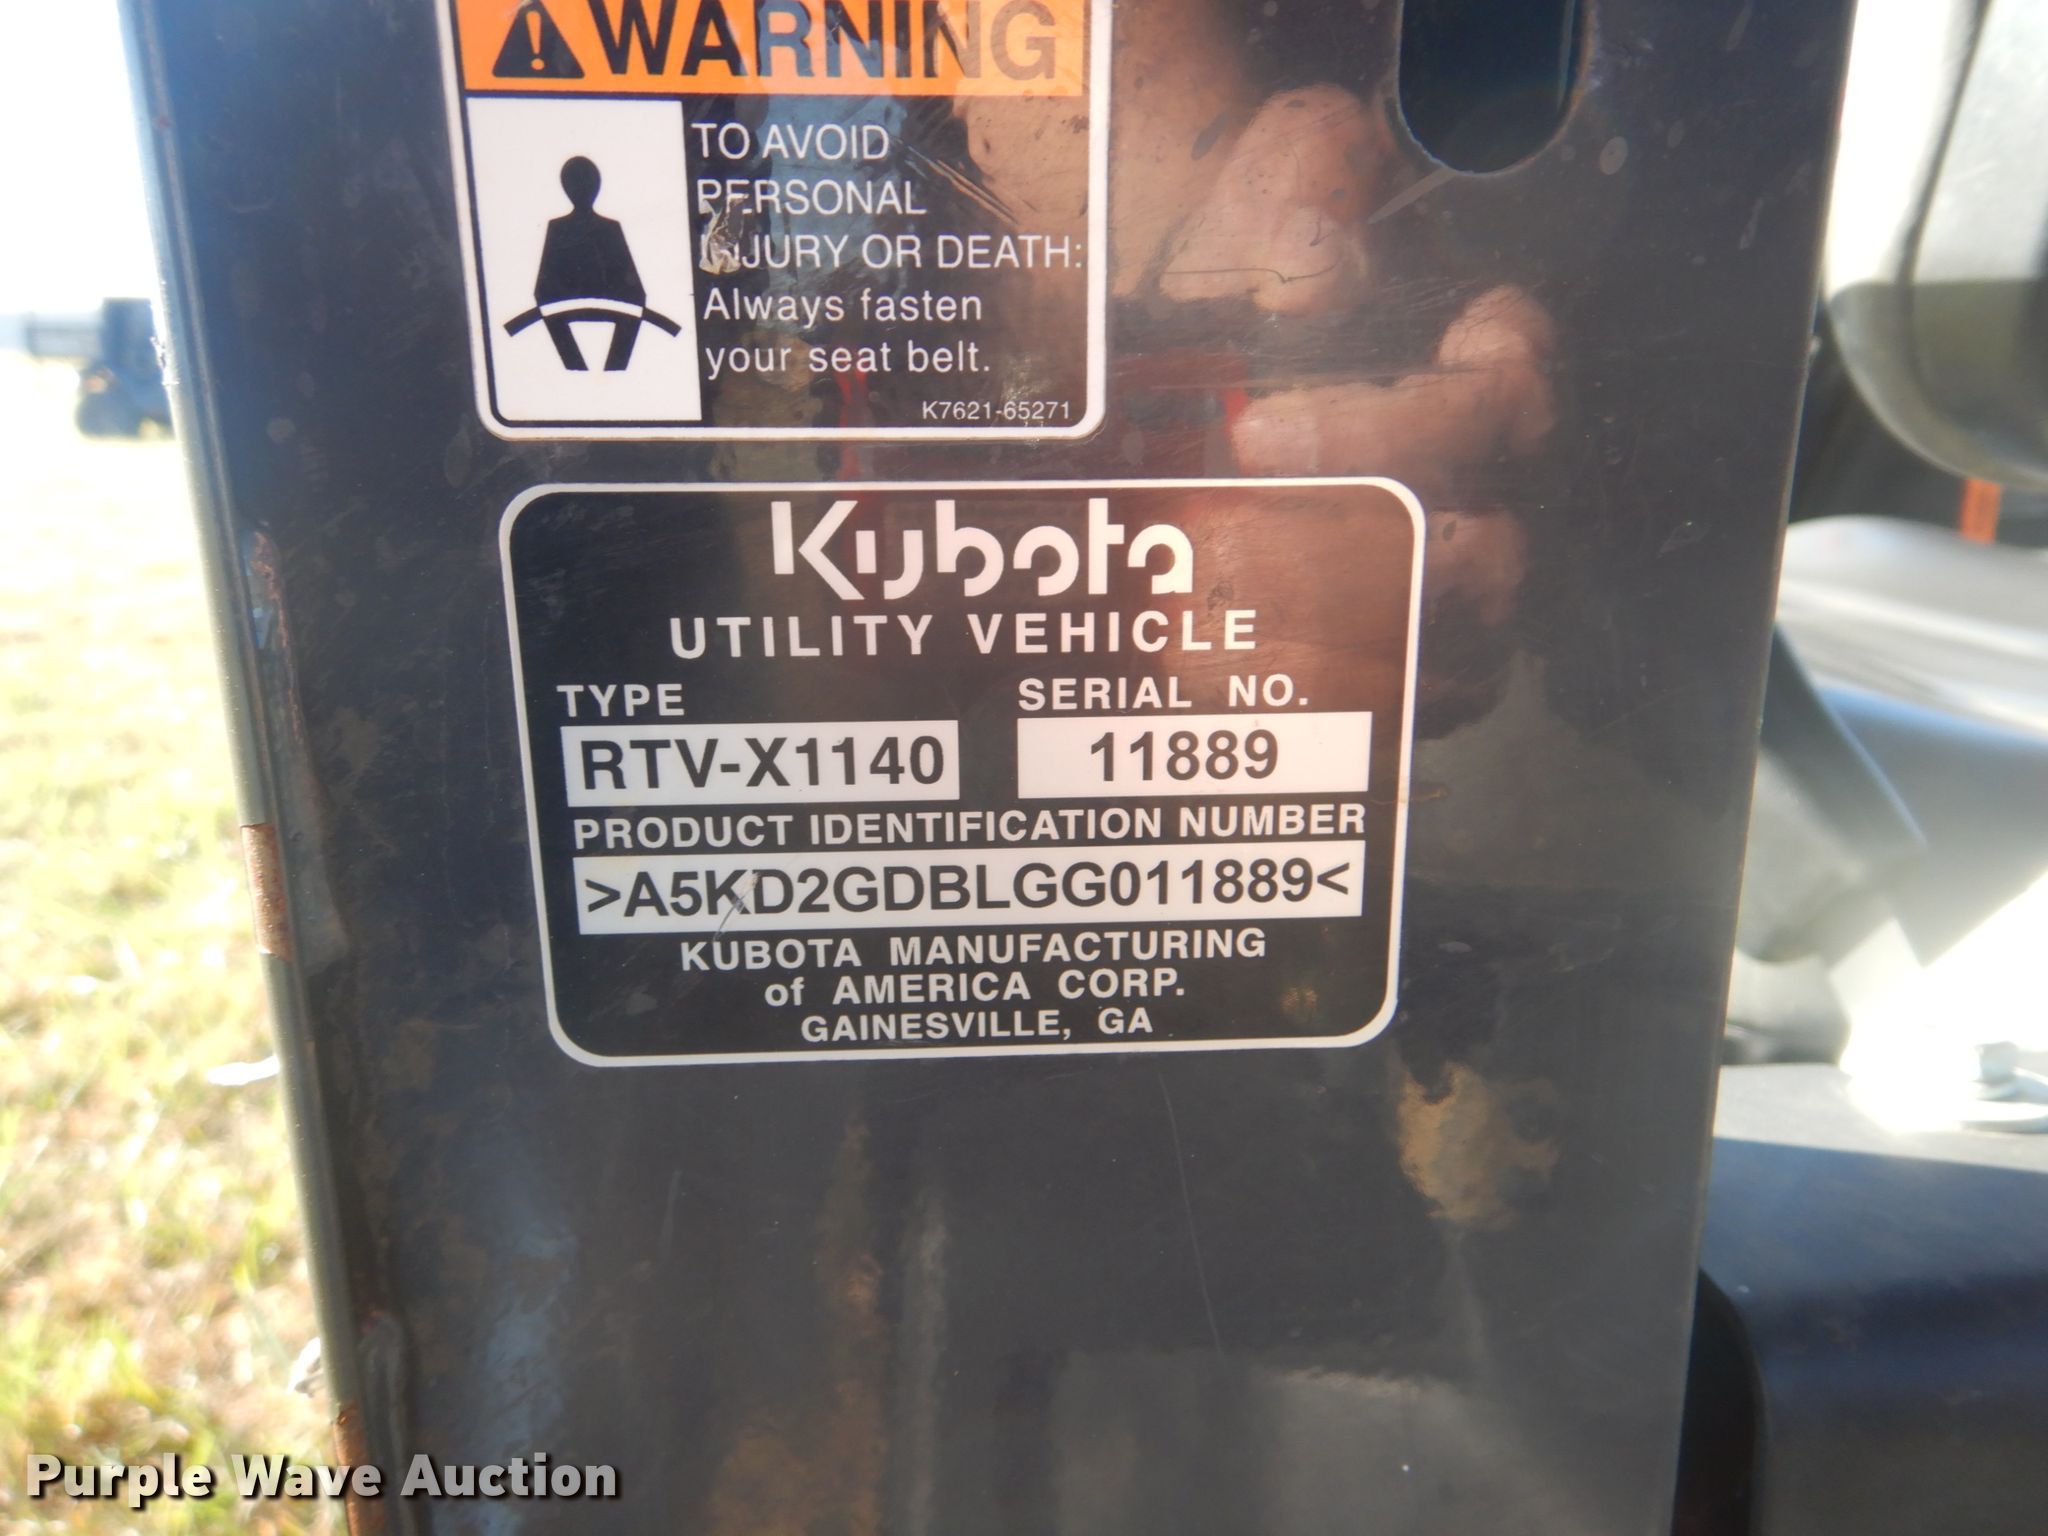 WARNING
TO AVOID
PERSONAL
INJURY OR DEATH:
Always fasten
your seat belt.
K7621-65271
Kubota
UTILITY VEHICLE
TYPE SERIAL NO.
RTV-X1140 11889
PRODUCT IDENTIFICATION NUMBER
>A5KD2GDBLGG011889<
KUBOTA MANUFACTURING
of AMERICA CORP.
GAINESVILLE, GA
Purple Wave Auction